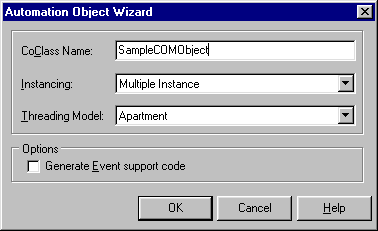 Automation Object Wizard
CoClass Name: SampleCOMObject
Instancing: Multiple Instance
Threading Model: Apartment
Options
Generate Event support code
OK Cancel Help